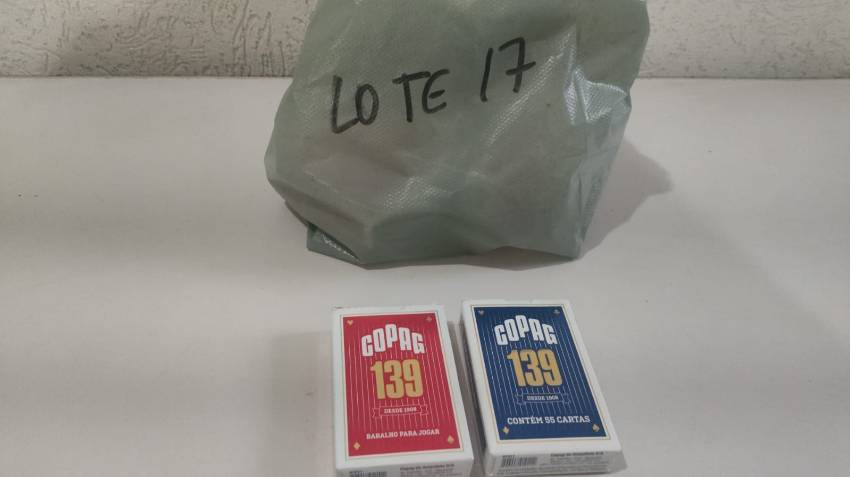 LOTE 17
COPAG
139
DESDE 1908
BARALHO PARA JOGAR
COPAG
139
DESDE 1908
CONTÉM 55 CARTAS